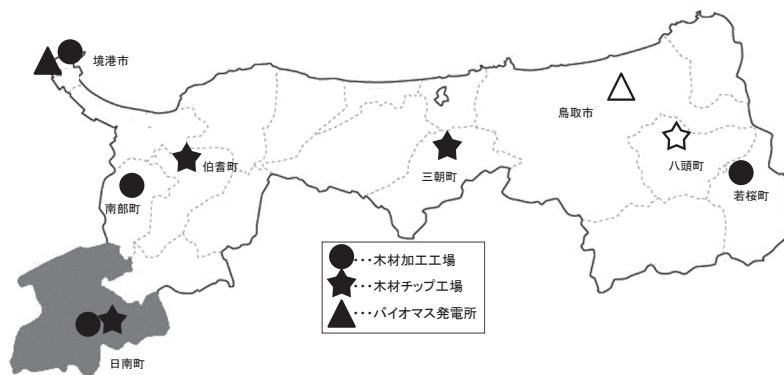 境港市
鳥取市
伯耆町
三朝町
八頭町
南部町
若桜町
●・・・木材加工工場
★・・・木材チップ工場
▲・・・バイオマス発電所
日南町